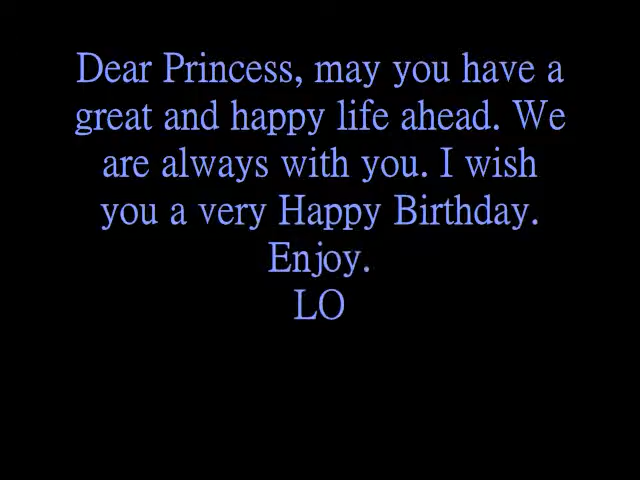 Dear Princess, may you have a
great and happy life ahead. We
are always with you. I wish
you a very Happy Birthday.
Enjoy.
LO